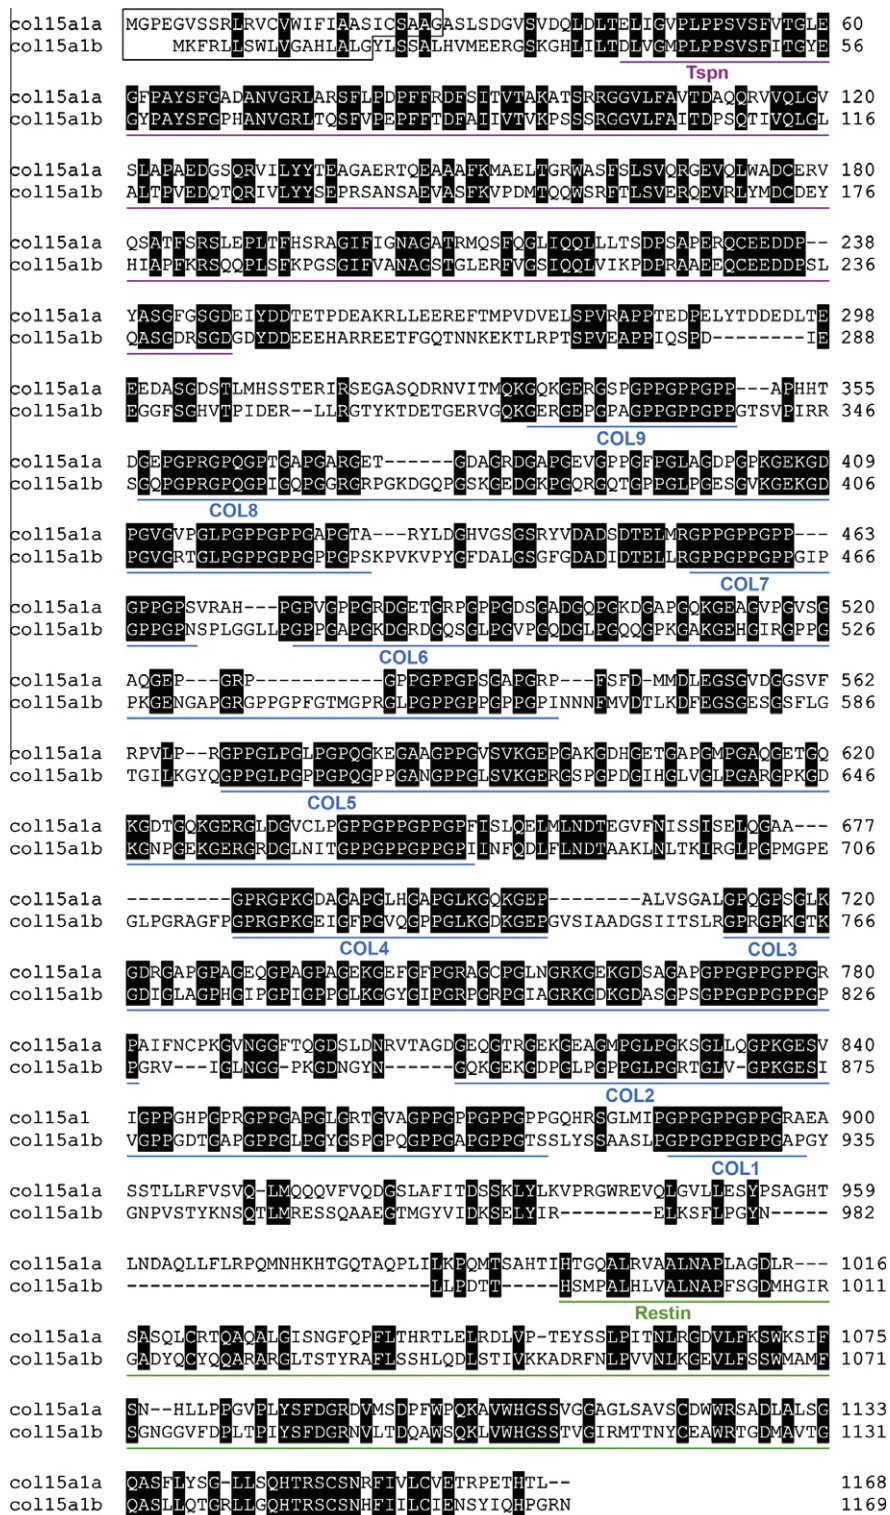 col15a1a MGPEGVSSRLRVCVWIFIAASICSAAGASLSDGVSVDQLDLTELIGVPLPPSVSFVTGLE 60
col15a1b MKFRLLSWLVGAHLALGYLSSALHVMEERGSKGHLILTDLVGMPLPPSVSFITGYE 56
Tspn
col15a1a GFPAYSFGADANVGRLARSFLPDPFFRDFSITVTAKATSRRGGVLFAVTDAQQRVVQLGV 120
col15a1b GYPAYSFGPHANVGRLTQSFVPEPFFTDFAIIVTVKPSSSRGGVLFAITDPSQTIVQLGL 116
col15a1a SLAPAEDGSQRVILYYTEAGAERTQEAAAFKMAELTGRWASFSLSVQRGEVQLWADCERV 180
col15a1b ALTPVEDQTQRIVLYYSEPRSANSAEVASFKVPDMTQQWSRFTLSVERQEVRLYMDCDEY 176
col15a1a QSATFSRSLEPLTFHSRAGIFIGNAGATRMQSFQGLIQQLLLTSDPSAPERQCEEDDP-- 238
col15a1b HIAPFKRSQQPLSFKPGSGIFVANAGSTGLERFVGSIQQLVIKPDPRAAEEQCEEDDPSL 236
col15a1a YASGFGSGDEIYDDTETPDEAKRLLEEREFTMPVDVELSPVRAPPTEDPELYTDDEDLTE 298
col15a1b QASGDRSGDGDYDDEEEHARREETFGQTNNKEKTLRPTSPVEAPPIQSPD--------IE 288
col15a1a EEDASGDSTLMHSSTERIRSEGASQDRNVITMQKGQKGERGSPGPPGPPGPP---APHHT 355
col15a1b EGGFSGHVTPIDER--LLRGTYKTDETGERVGQKGERGEPGPAGPPGPPGPPGTSVPIRR 346
COL9
col15a1a DGEPGPRGPQGPTGAPGARGET------GDAGRDGAPGEVGPPGFPGLAGDPGPKGEKGD 409
col15a1b SGQPGPRGPQGPIGQPGGRGRPGKDGQPGSKGEDGKPGQRGQTGPPGLPGESGVKGEKGD 406
COL8
col15a1a PGVGVPGLPGPPGPPGAPGTA---RYLDGHVGSGSRYVDADSDTELMRGPPGPPGPP--- 463
col15a1b PGVGRTGLPGPPGPPGPPGPSKPVKVPYGFDALGSGFGDADIDTELLRGPPGPPGPPGIP 466
COL7
col15a1a GPPGPSVRAH---PGPVGPPGRDGETGRPGPPGDSGADGQPGKDGAPGQKGEAGVPGVSG 520
col15a1b GPPGPNSPLGGLLPGPPGAPGKDGRDGQSGLPGVPGQDGLPGQQGPKGAKGEHGIRGPPG 526
COL6
col15a1a AQGEP---GRP-----------GPPGPPGPSGAPGRP---FSFD-MMDLEGSGVDGGSVF 562
col15a1b PKGENGAPGRGPPGPFGTMGPRGLPGPPGPPGPPGPINNNFMVDTLKDFEGSGESGSFLG 586
col15a1a RPVLP--RGPPGLPGLPGPQGKEGAAGPPGVSVKGEPGAKGDHGETGAPGMPGAQGETGQ 620
col15a1b TGILKGYQGPPGLPGPPGPQGPPGANGPPGLSVKGERGSPGPDGIHGLVGLPGARGPKGD 646
COL5
col15a1a KGDTGQKGERGLDGVCLPGPPGPPGPPGPFISLQELMLNDTEGVFNISSISELQGAA--- 677
col15a1b KGNPGEKGERGRDGLNITGPPGPPGPPGPIINFQDLFLNDTAAKLNLTKIRGLPGPMGPE 706
col15a1a ---------GPRGPKGDAGAPGLHGAPGLKGQKGEP--------ALVSGALGPQGPSGLK 720
col15a1b GLPGRAGFPGPRGPKGEIGFPGVQGPPGLKGDKGEPGVSIAADGSIITSLRGPRGPKGTK 766
COL4 COL3
col15a1a GDRGAPGPAGEQGPAGPAGEKGEFGFPGRAGCPGLNGRKGEKGDSAGAPGPPGPPGPPGR 780
col15a1b GDIGLAGPHGIPGPIGPPGLKGGYGIPGRPGRPGIAGRKGDKGDASGPSGPPGPPGPPGP 826
col15a1a PAIFNCPKGVNGGFTQGDSLDNRVTAGDGEQGTRGEKGEAGMPGLPGKSGLLQGPKGESV 840
col15a1b PGRV---IGLNGG-PKGDNGYN------GQKGEKGDPGLPGPPGLPGRTGLV-GPKGESI 875
COL2
col15a1 IGPPGHPGPRGPPGAPGLGRTGVAGPPGPPGPPGPPGQHRSGLMIPGPPGPPGPPGRAEA 900
col15a1b VGPPGDTGAPGPPGLPGYGSPGPQGPPGAPGPPGTSSLYSSAASLPGPPGPPGPPGAPGY 935
COL1
col15a1a SSTLLRFVSVQ-LMQQQVFVQDGSLAFITDSSKLYLKVPRGWREVQLGVLLESYPSAGHT 959
col15a1b GNPVSTYKNSQTLMRESSQAAEGTMGYVIDKSELYIR--------ELKSFLPGYN----- 982
col15a1a LNDAQLLFLRPQMNHKHTGQTAQPLILKPQMTSAHTIHTGQALRVAALNAPLAGDLR--- 1016
col15a1b --------------------------LLPDTT-----HSMPALHLVALNAPFSGDMHGIR 1011
Restin
col15a1a SASQLCRTQAQALGISNGFQPFLTHRTLELRDLVP-TEYSSLPITNLRGDVLFKSWKSIF 1075
col15a1b GADYQCYQQARARGLTSTYRAFLSSHLQDLSTIVKKADRFNLPVVNLKGEVLFSSWMAMF 1071
col15a1a SN--HLLPPGVPLYSFDGRDVMSDPFWPQKAVWHGSSVGGAGLSAVSCDWWRSADLALSG 1133
col15a1b SGNGGVFDPLTPIYSFDGRNVLTDQAWSQKLVWHGSSTVGIRMTTNYCEAWRTGDMAVTG 1131
col15a1a QASFLYSG-LLSQHTRSCSNRFIVLCVETRPETHTL-- 1168
col15a1b QASLLQTGRLLGQHTRSCSNHFIILCIENSYIQHPGRN 1169